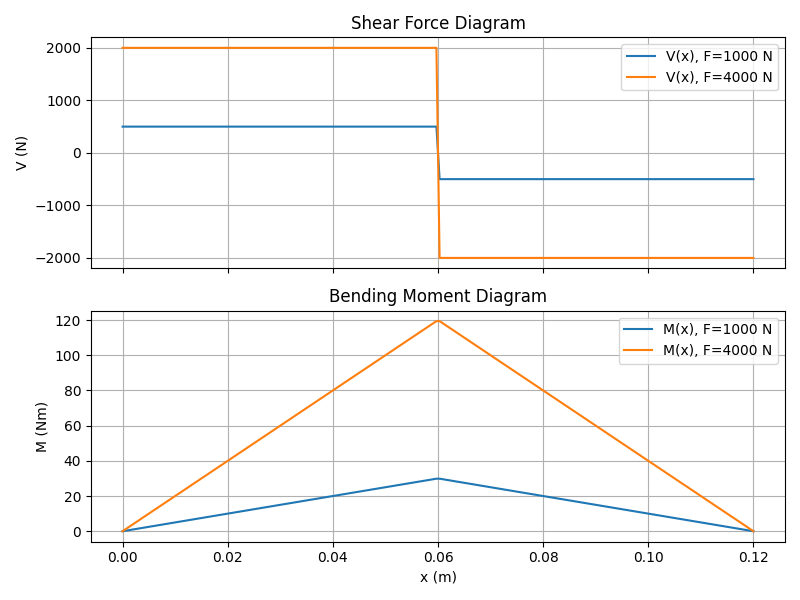 Shear Force Diagram
V (N)
2000
1000
0
−1000
−2000
V(x), F=1000 N
V(x), F=4000 N
Bending Moment Diagram
M (Nm)
120
100
80
60
40
20
0
M(x), F=1000 N
M(x), F=4000 N
0.00 0.02 0.04 0.06 0.08 0.10 0.12
x (m)